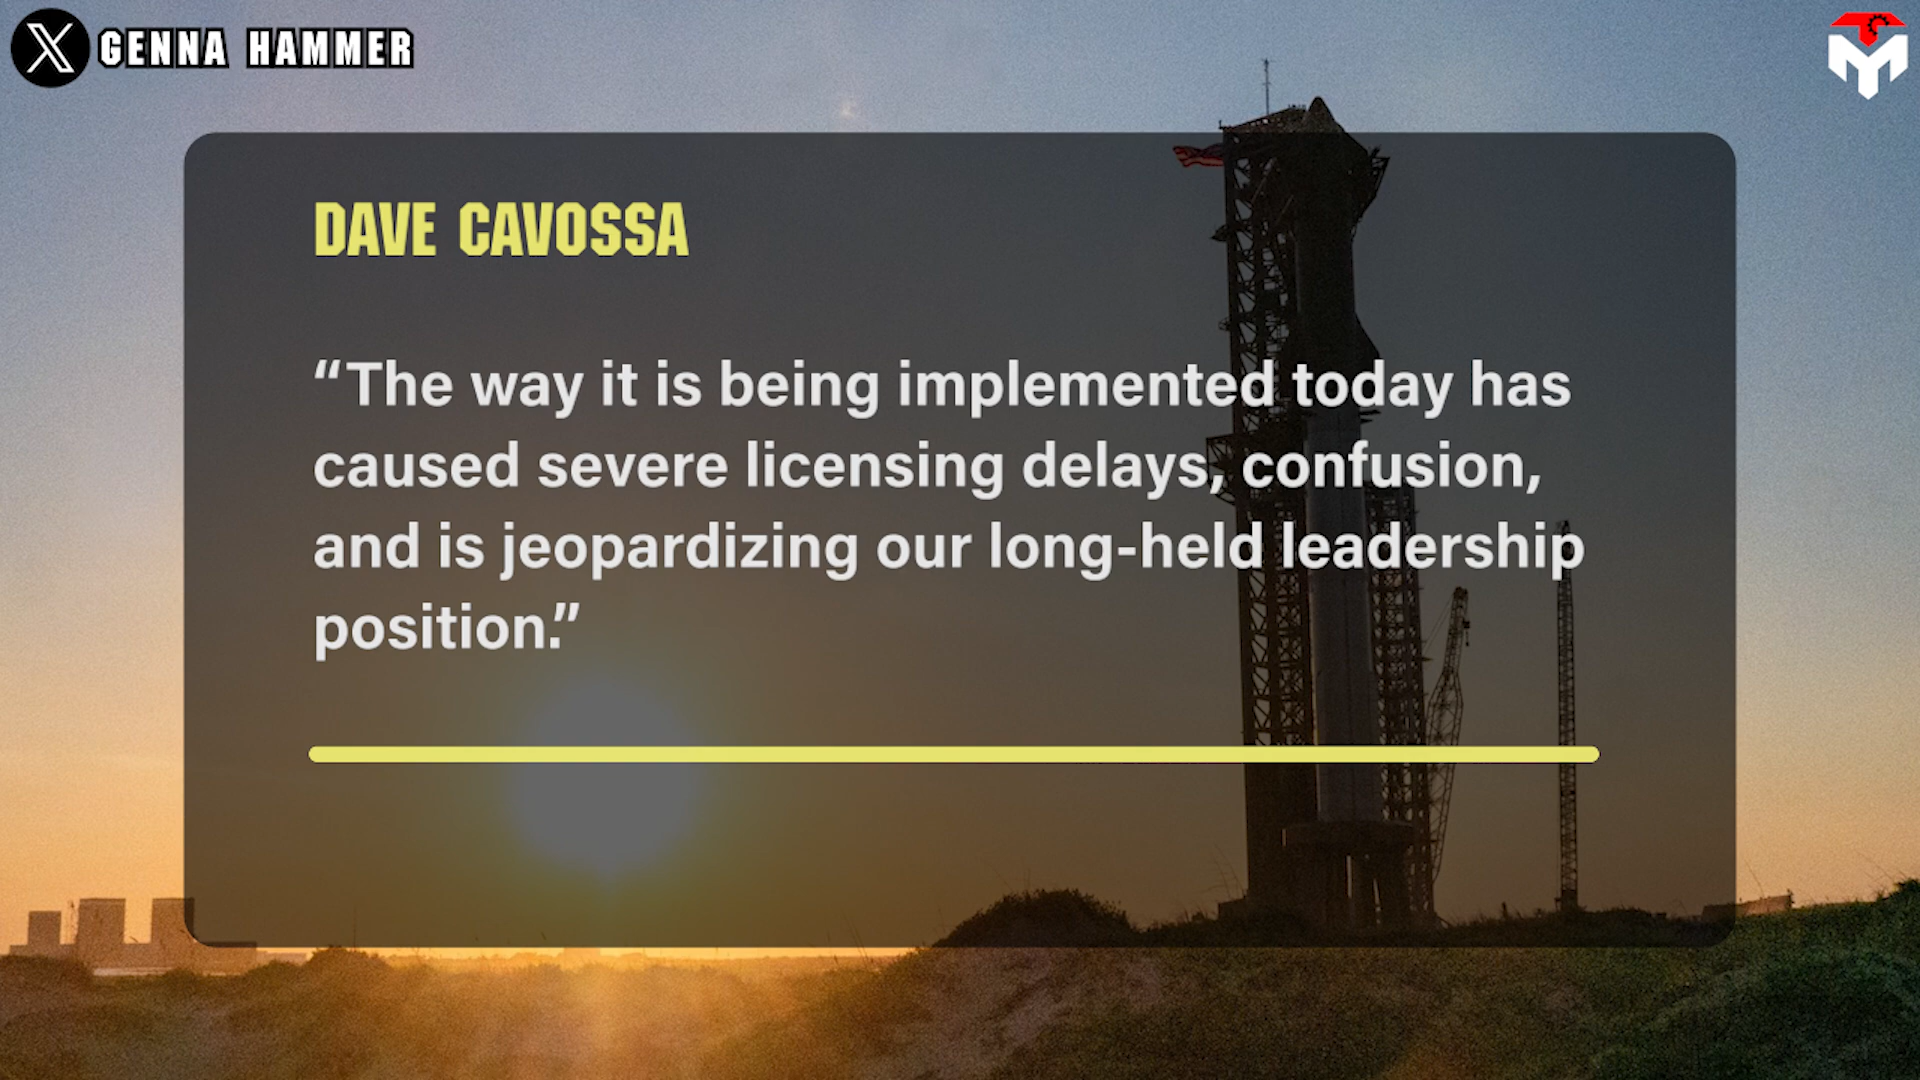 GENNA HAMMER
DAVE CAVOSSA
“The way it is being implemented today has
caused severe licensing delays, confusion,
and is jeopardizing our long-held leadership
position.”